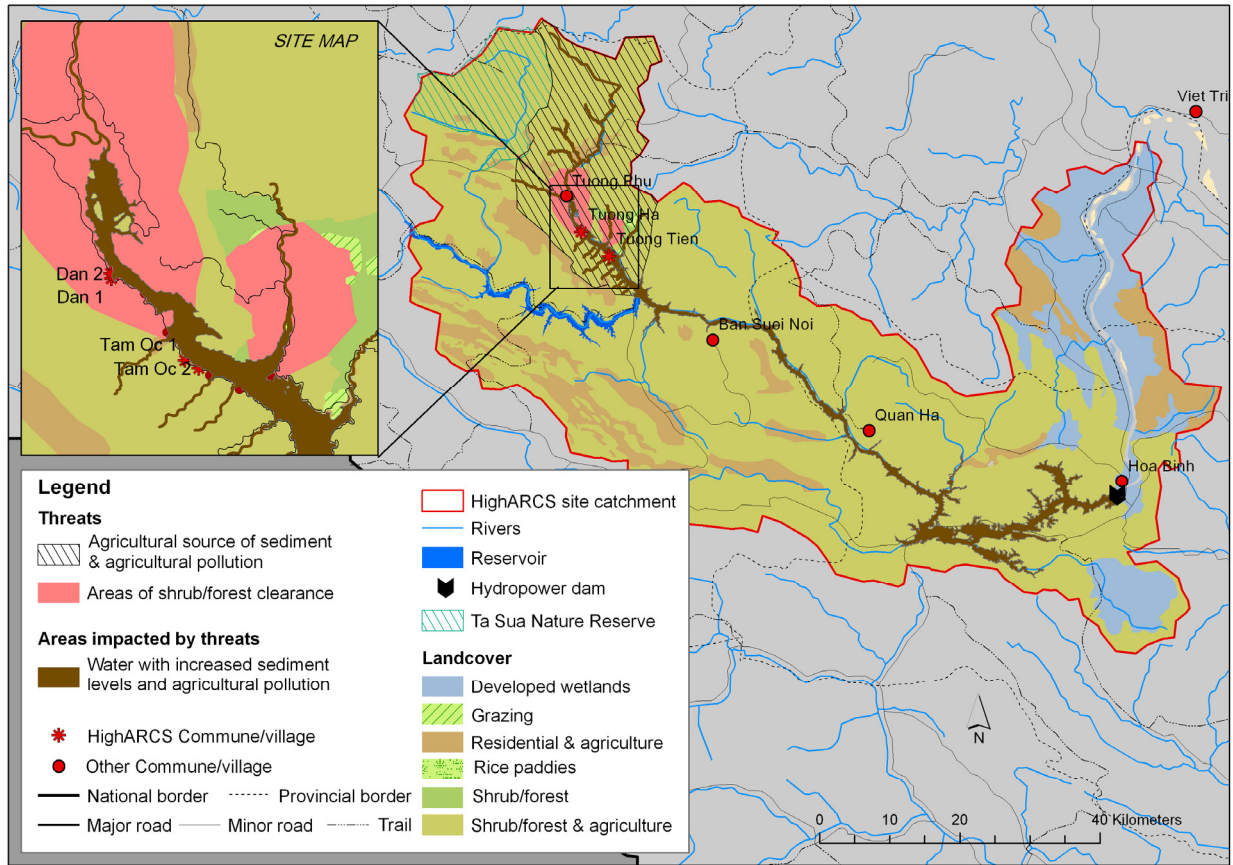 SITE MAP
Dan 2
Dan 1
Tam Oc 1
Tam Oc 2
Viet Tri
Tuong Phu
Tuong Ha
Tuong Tien
Ban Suoi Noi
Quan Ha
Hoa Binh
Legend
Threats
Agricultural source of sediment
& agricultural pollution
Areas of shrub/forest clearance
Areas impacted by threats
Water with increased sediment
levels and agricultural pollution
HighARCS Commune/village
Other Commune/village
National border
Provincial border
Major road
Minor road
Trail
HighARCS site catchment
Rivers
Reservoir
Hydropower dam
Ta Sua Nature Reserve
Landcover
Developed wetlands
Grazing
Residential & agriculture
Rice paddies
Shrub/forest
Shrub/forest & agriculture
N
0 10 20 40 Kilometers